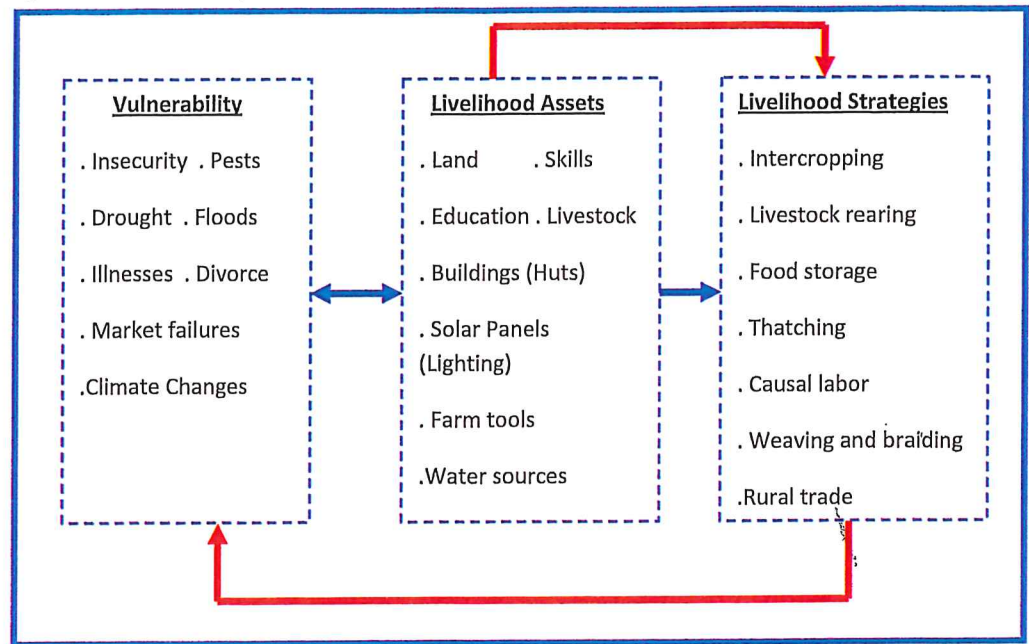 Vulnerability
. Insecurity . Pests
. Drought . Floods
. Illnesses . Divorce
. Market failures
.Climate Changes
Livelihood Assets
. Land . Skills
. Education . Livestock
. Buildings (Huts)
. Solar Panels
(Lighting)
. Farm tools
.Water sources
Livelihood Strategies
. Intercropping
. Livestock rearing
. Food storage
. Thatching
. Causal labor
. Weaving and braiding
.Rural trade